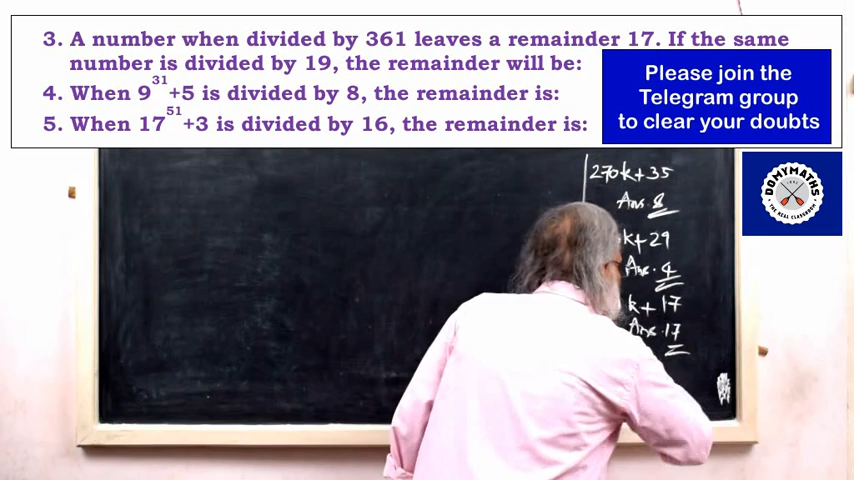 3. A number when divided by 361 leaves a remainder 17. If the same
number is divided by 19, the remainder will be:
4. When 9^31+5 is divided by 8, the remainder is:
5. When 17^51+3 is divided by 16, the remainder is:
Please join the
Telegram group
to clear your doubts
DOMYMATHS
THE REAL CLASSROOM
270k+35
Ans. 8
k+29
Ans. 4
k+17
Ans. 17